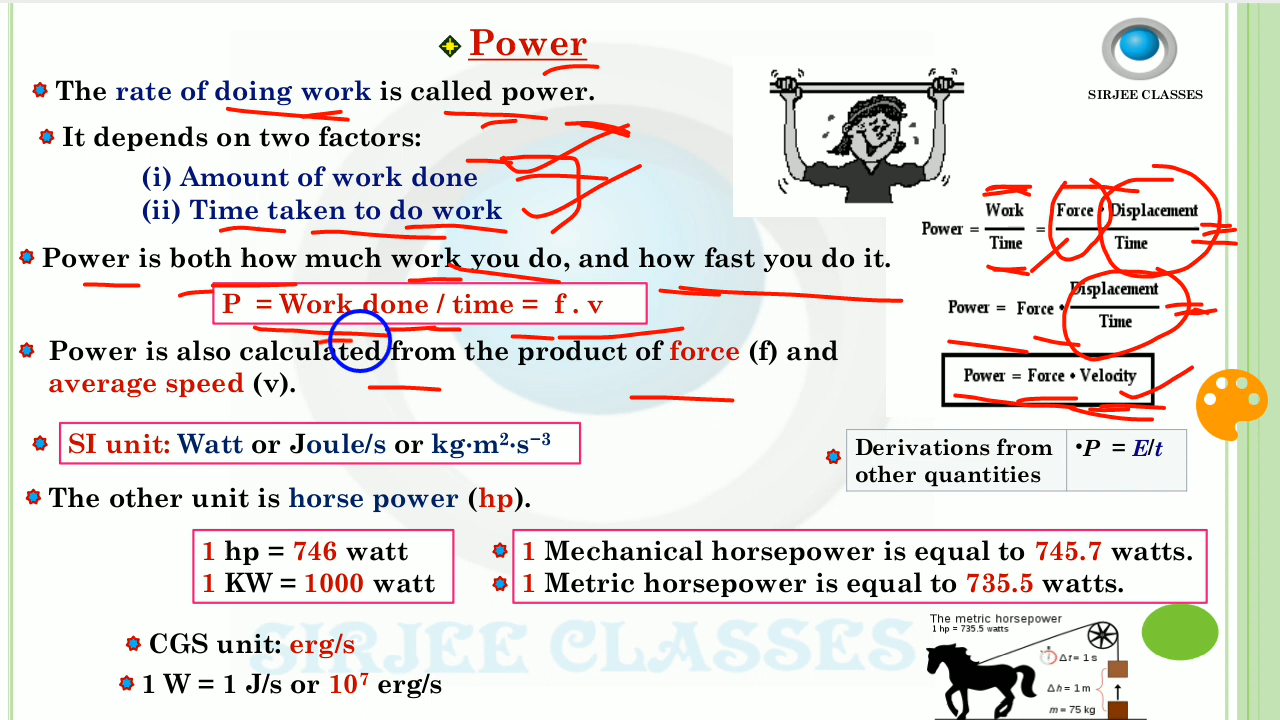 Power
SIRJEE CLASSES
The rate of doing work is called power.
It depends on two factors:
(i) Amount of work done
(ii) Time taken to do work
Power is both how much work you do, and how fast you do it.
P = Work done / time = f . v
Power is also calculated from the product of force (f) and
average speed (v).
Power = Work / Time = Force • Displacement / Time
Power = Force • Displacement / Time
Power = Force • Velocity
SI unit: Watt or Joule/s or kg·m²·s⁻³
Derivations from
other quantities
•P = E/t
The other unit is horse power (hp).
1 hp = 746 watt
1 KW = 1000 watt
1 Mechanical horsepower is equal to 745.7 watts.
1 Metric horsepower is equal to 735.5 watts.
CGS unit: erg/s
1 W = 1 J/s or 10⁷ erg/s
SIRJEE CLASSES
The metric horsepower
1 hp = 735.5 watts
Δt = 1 s
Δh = 1 m
m = 75 kg